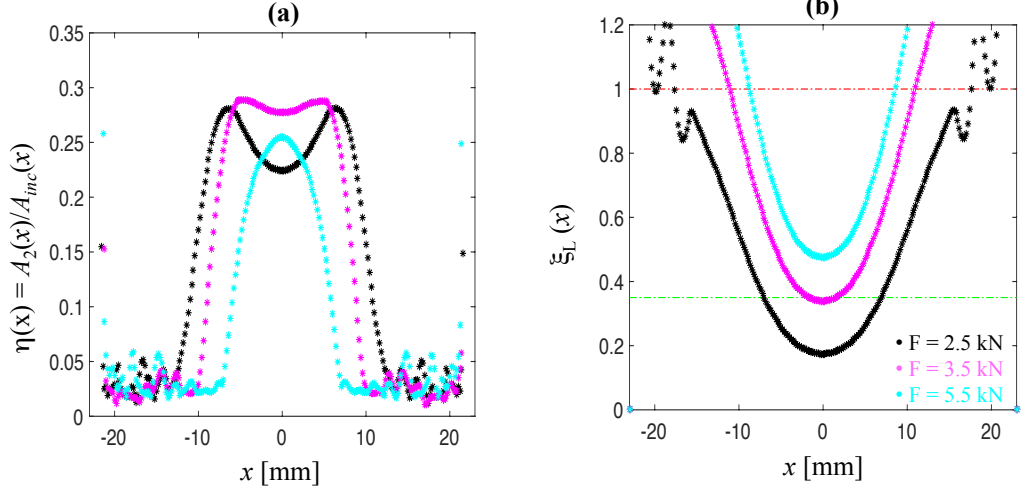 (a)
0.35
0.3
0.25
0.2
0.15
0.1
0.05
0
-20
-10
0
10
20
x [mm]
η(x) = A₂(x)/A_inc(x)
(b)
1.2
1
0.8
0.6
0.4
0.2
0
-20
-10
0
10
20
x [mm]
ξ_L (x)
F = 2.5 kN
F = 3.5 kN
F = 5.5 kN